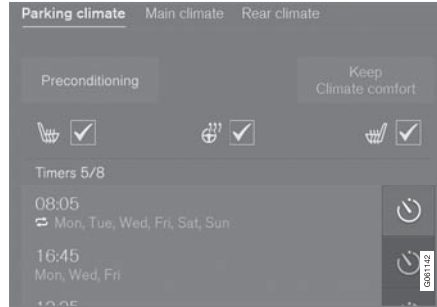 Parking climate Main climate Rear climate
Preconditioning
Keep
Climate comfort
Timers 5/8
08:05
Mon, Tue, Wed, Fri, Sat, Sun
16:45
Mon, Wed, Fri
G061142